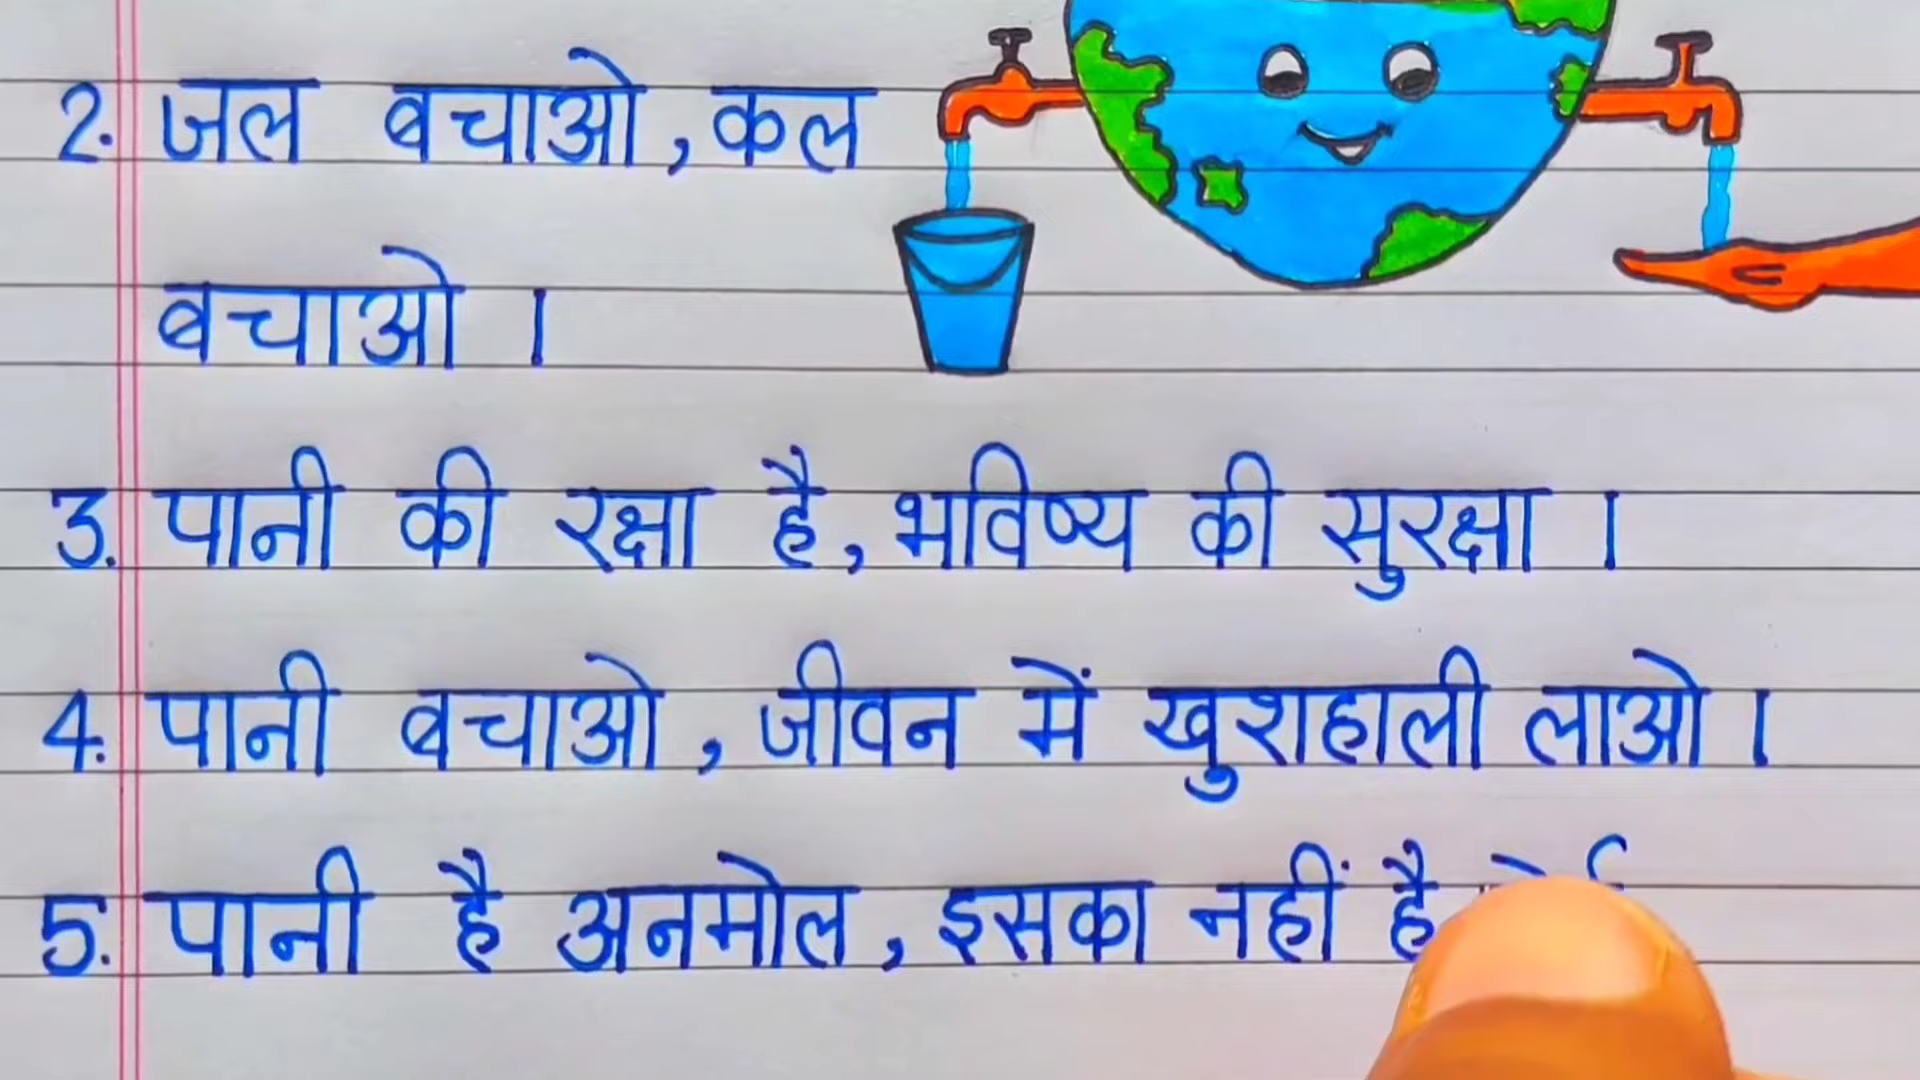 2. जल बचाओ, कल
बचाओ ।
3. पानी की रक्षा है, भविष्य की सुरक्षा ।
4. पानी बचाओ, जीवन में खुशहाली लाओ ।
5. पानी है अनमोल, इसका नहीं है